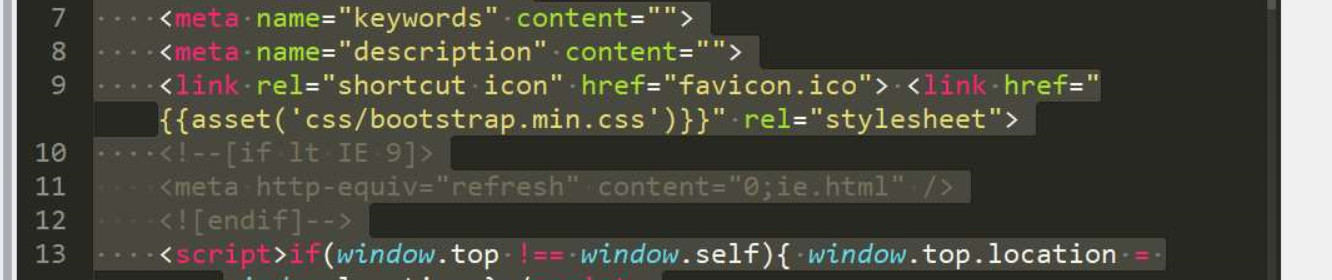 7 <meta name="keywords" content="">
8 <meta name="description" content="">
9 <link rel="shortcut icon" href="favicon.ico"> <link href="
{{asset('css/bootstrap.min.css')}}" rel="stylesheet">
10 <!--[if lt IE 9]>
11 <meta http-equiv="refresh" content="0;ie.html" />
12 <![endif]-->
13 <script>if(window.top !== window.self){ window.top.location =